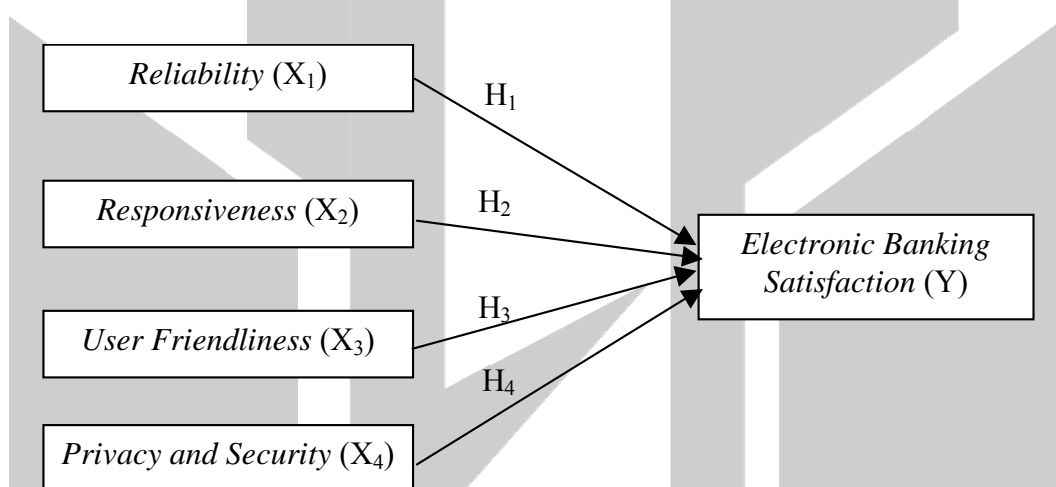 Reliability (X₁)
H₁
Responsiveness (X₂)
H₂
Electronic Banking
Satisfaction (Y)
H₃
User Friendliness (X₃)
H₄
Privacy and Security (X₄)